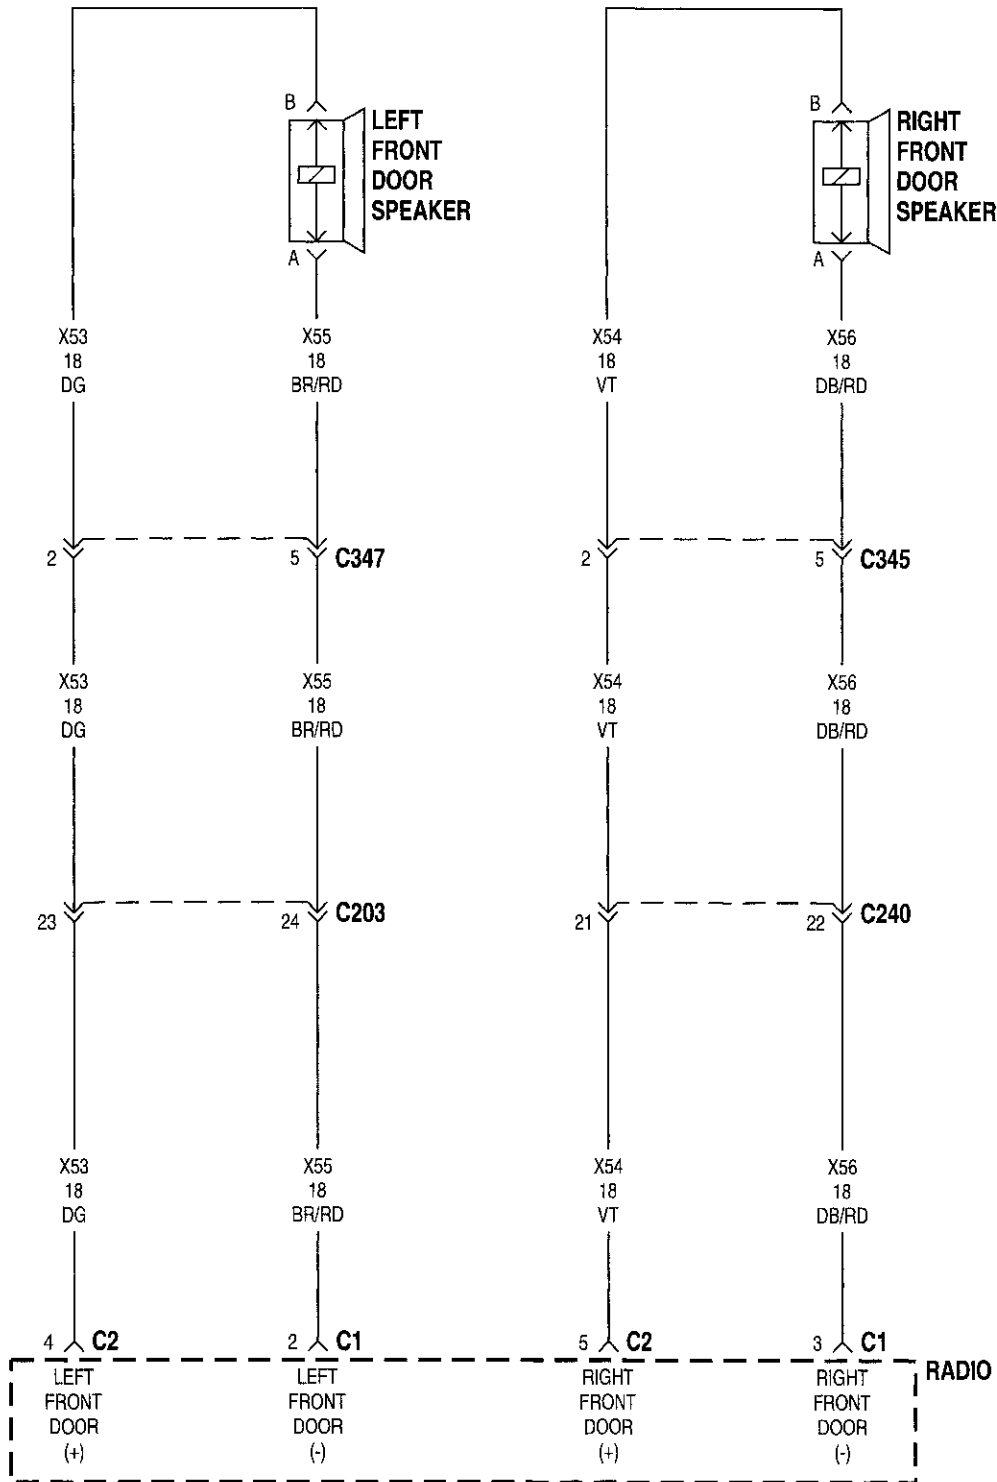 B
LEFT
FRONT
DOOR
SPEAKER
A
B
RIGHT
FRONT
DOOR
SPEAKER
A
X53
18
DG
X55
18
BR/RD
X54
18
VT
X56
18
DB/RD
2
5
C347
2
5
C345
X53
18
DG
X55
18
BR/RD
X54
18
VT
X56
18
DB/RD
23
24
C203
21
22
C240
X53
18
DG
X55
18
BR/RD
X54
18
VT
X56
18
DB/RD
4
C2
2
C1
5
C2
3
C1
RADIO
LEFT
FRONT
DOOR
(+)
LEFT
FRONT
DOOR
(-)
RIGHT
FRONT
DOOR
(+)
RIGHT
FRONT
DOOR
(-)